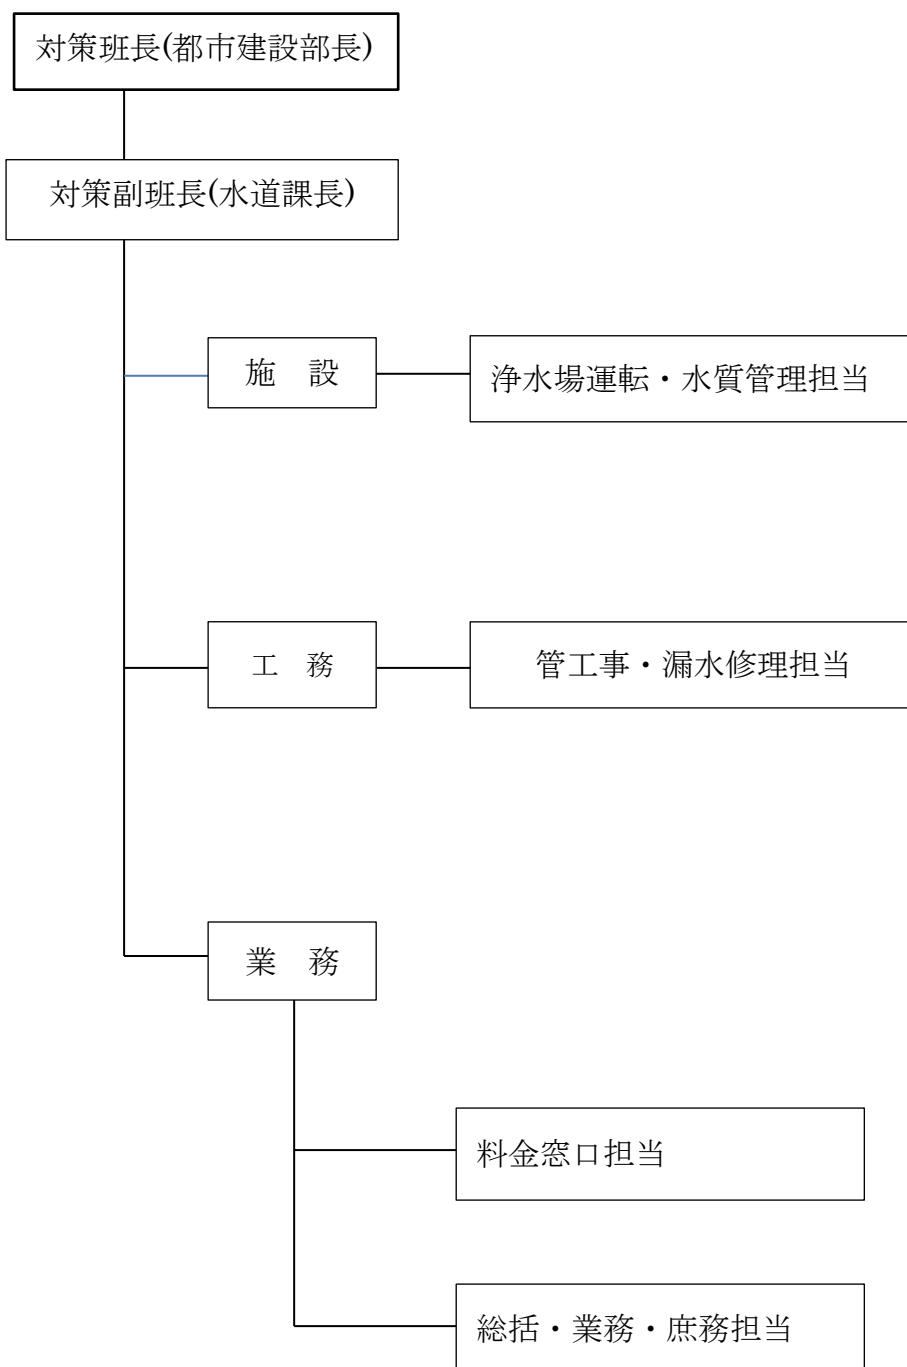 対策班長(都市建設部長)
対策副班長(水道課長)
施　設
浄水場運転・水質管理担当
工　務
管工事・漏水修理担当
業　務
料金窓口担当
総括・業務・庶務担当